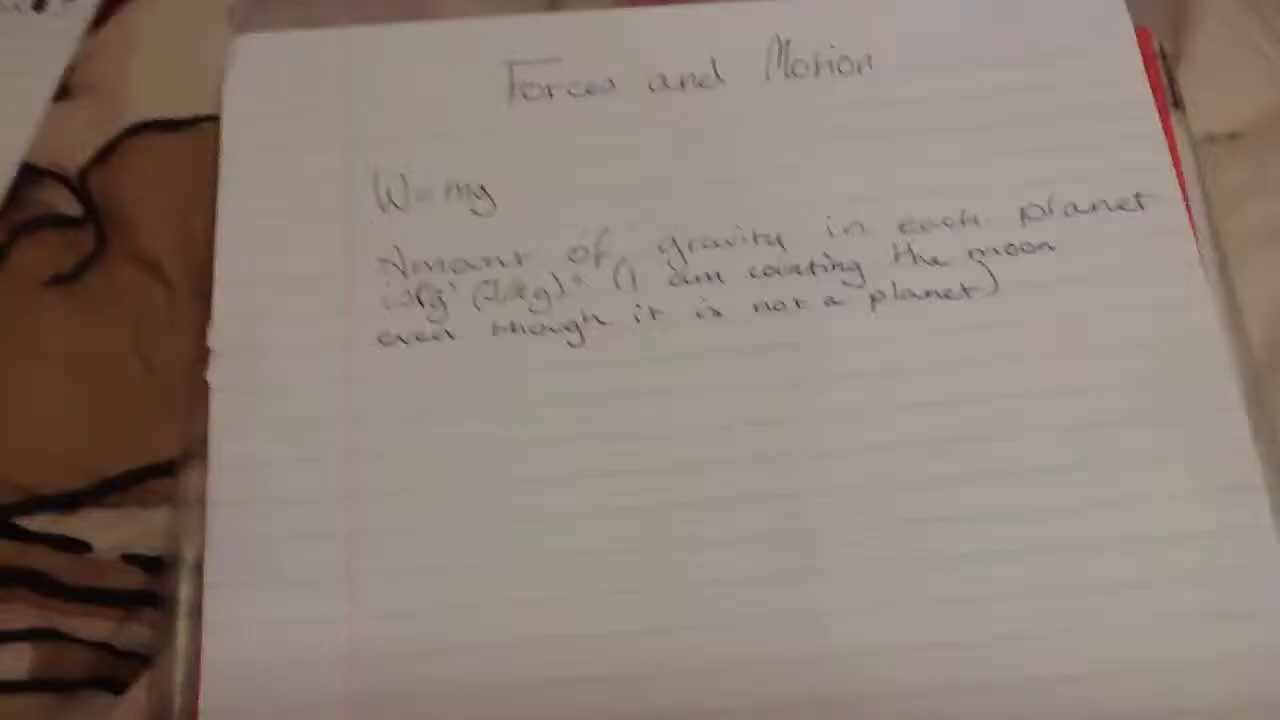 Forces and Motion
W=mg
Amount of gravity in each planet
(I am counting the moon
even though it is not a planet)